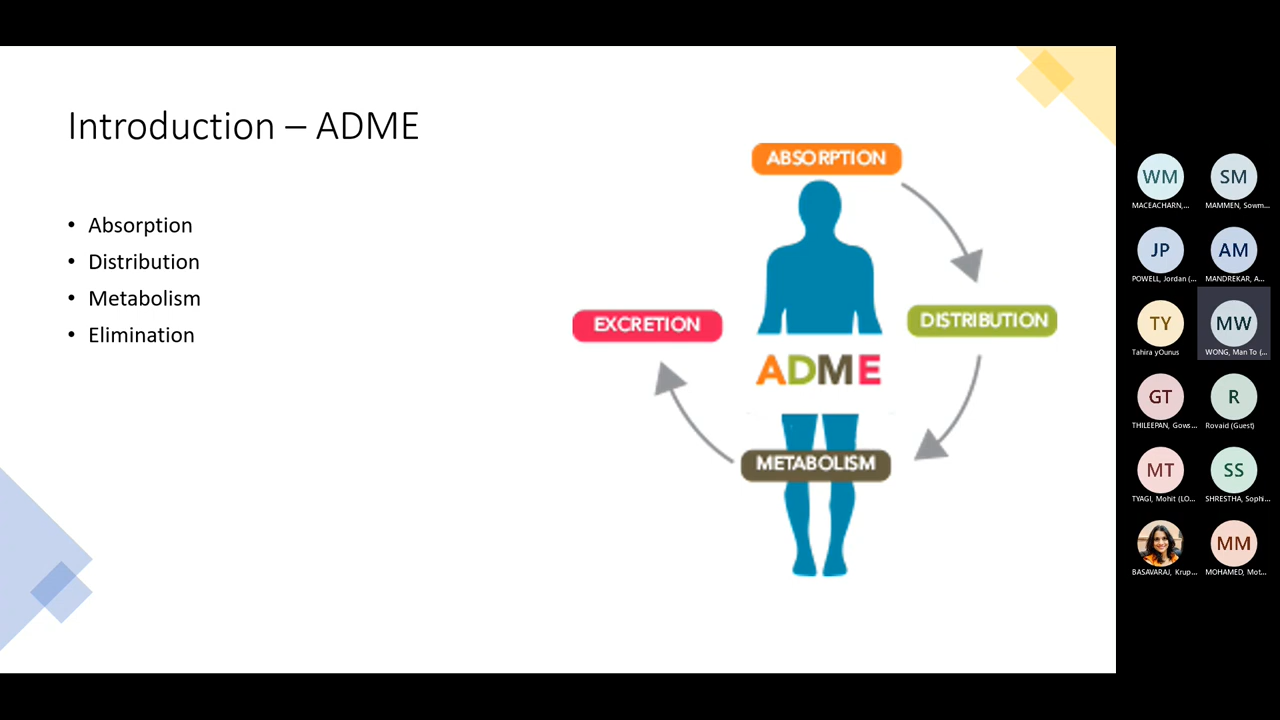 Introduction – ADME
• Absorption
• Distribution
• Metabolism
• Elimination
ABSORPTION
EXCRETION
DISTRIBUTION
ADME
METABOLISM
WM
SM
MACEACHARN,...
MAMMEN, Sowm...
JP
AM
POWELL, Jordan (...
MANDREKAR, A...
TY
MW
Tahira yOunus
WONG, Man To (...
GT
R
THILEEPAN, Gows...
Rovaid (Guest)
MT
SS
TYAGI, Mohit (LO...
SHRESTHA, Sophi...
MM
BASAVARAJ, Krup...
MOHAMED, Mot...